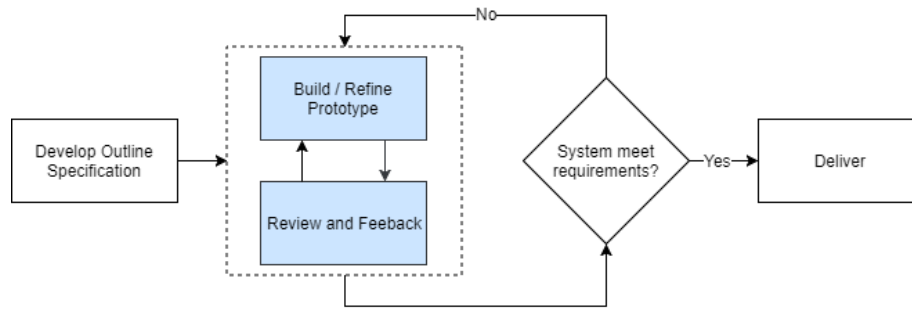 No
Build / Refine
Prototype
Develop Outline
Specification
System meet
requirements?
Yes
Deliver
Review and Feeback